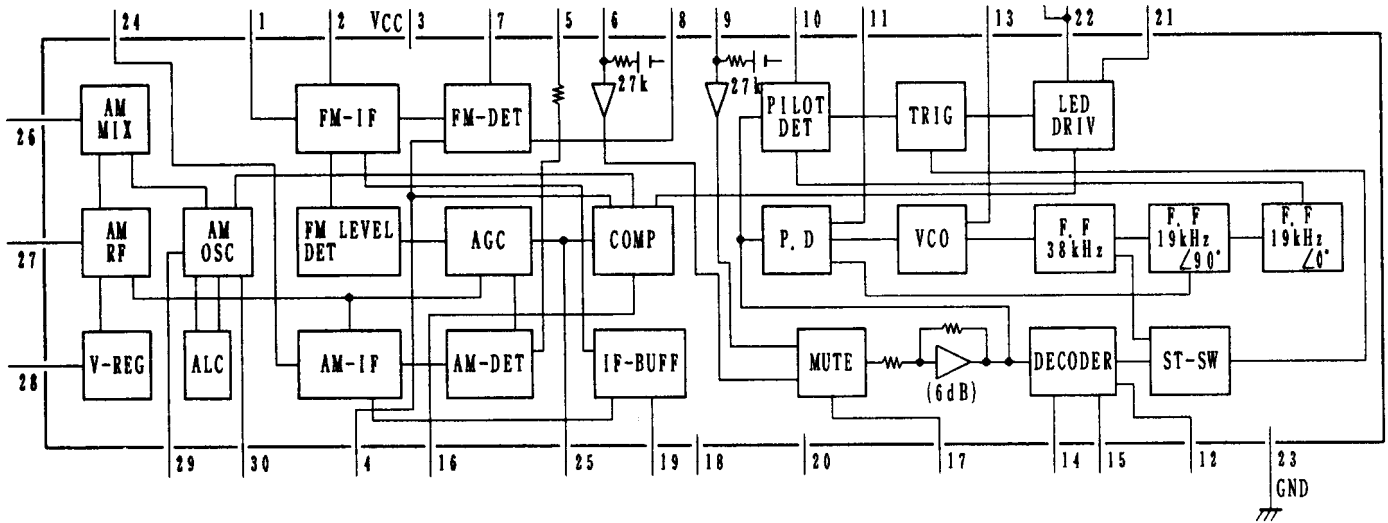 24 1 2 VCC 3 7 5 6 8 9 10 11 13 22 21
27k 27k
26
AM
MIX
FM-IF
FM-DET
PILOT
DET
TRIG
LED
DRIV
27
AM
RF
AM
OSC
FM LEVEL
DET
AGC
COMP
P.D
VCO
F.F
38kHz
F.F
19kHz
∠90°
F.F
19kHz
∠0°
28
V-REG
ALC
AM-IF
AM-DET
IF-BUFF
MUTE
(6dB)
DECODER
ST-SW
29 30 4 16 25 19 18 20 17 14 15 12 23
GND